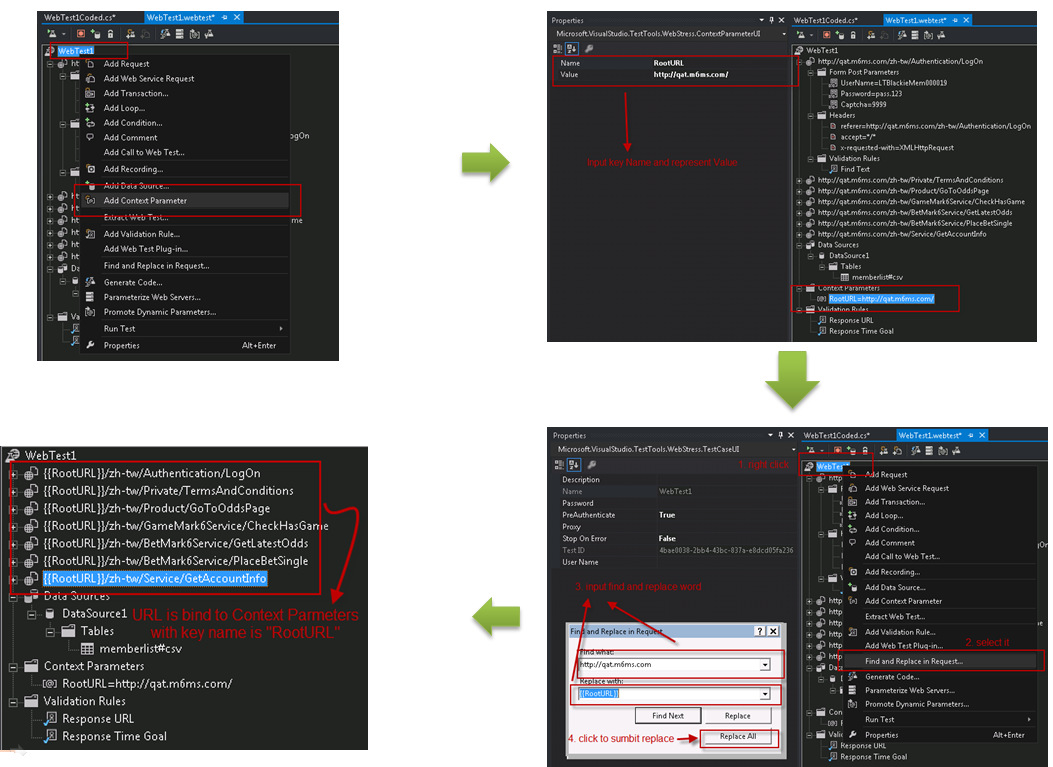 WebTest1Coded.cs*
WebTest1.webtest*
WebTest1
Add Request
Add Web Service Request
Add Transaction...
Add Loop...
Add Condition...
Add Comment
Add Call to Web Test...
Add Recording...
Add Data Source...
Add Context Parameter
Extract Web Test...
Add Validation Rule...
Add Web Test Plug-in...
Find and Replace in Request...
Generate Code...
Parameterize Web Servers...
Promote Dynamic Parameters...
Run Test
Properties Alt+Enter
Properties
Microsoft.VisualStudio.TestTools.WebStress.ContextParameterUI
Name RootURL
Value http://qat.m6ms.com/
Input key Name and represent Value
WebTest1Coded.cs*
WebTest1.webtest*
WebTest1
http://qat.m6ms.com/zh-tw/Authentication/LogOn
Form Post Parameters
UserName=LTBlackieMem000019
Password=pass.123
Captcha=9999
Headers
referer=http://qat.m6ms.com/zh-tw/Authentication/LogOn
accept=*/*
x-requested-with=XMLHttpRequest
Validation Rules
Find Text
http://qat.m6ms.com/zh-tw/Private/TermsAndConditions
http://qat.m6ms.com/zh-tw/Product/GoToOddsPage
http://qat.m6ms.com/zh-tw/GameMark6Service/CheckHasGame
http://qat.m6ms.com/zh-tw/BetMark6Service/GetLatestOdds
http://qat.m6ms.com/zh-tw/BetMark6Service/PlaceBetSingle
http://qat.m6ms.com/zh-tw/Service/GetAccountInfo
Data Sources
DataSource1
Tables
memberlist#csv
Context Parameters
RootURL=http://qat.m6ms.com/
Validation Rules
Response URL
Response Time Goal
WebTest1
{{RootURL}}/zh-tw/Authentication/LogOn
{{RootURL}}/zh-tw/Private/TermsAndConditions
{{RootURL}}/zh-tw/Product/GoToOddsPage
{{RootURL}}/zh-tw/GameMark6Service/CheckHasGame
{{RootURL}}/zh-tw/BetMark6Service/GetLatestOdds
{{RootURL}}/zh-tw/BetMark6Service/PlaceBetSingle
{{RootURL}}/zh-tw/Service/GetAccountInfo
Data Sources
DataSource1
Tables
memberlist#csv
URL is bind to Context Parmeters
with key name is "RootURL"
Context Parameters
RootURL=http://qat.m6ms.com/
Validation Rules
Response URL
Response Time Goal
Properties
Microsoft.VisualStudio.TestTools.WebStress.TestCaseUI
1. right click
Description
Name WebTest1
Password
PreAuthenticate True
Proxy
Stop On Error False
Test ID 4bae0038-2bb4-43bc-837a-e8dcd05fa236
User Name
3. input find and replace word
Find and Replace in Request
Find what:
http://qat.m6ms.com
Replace with:
{{RootURL}}
Find Next
Replace
4. click to sumbit replace
Replace All
WebTest1Coded.cs*
WebTest1.webtest*
WebTest1
Add Request
Add Web Service Request
Add Transaction...
Add Loop...
Add Condition...
Add Comment
Add Call to Web Test...
Add Recording...
Add Data Source...
Add Context Parameter
Extract Web Test...
Add Validation Rule...
2. select it
Add Web Test Plug-in...
Find and Replace in Request...
Generate Code...
Parameterize Web Servers...
Promote Dynamic Parameters...
Run Test
Properties Alt+Enter
Response URL
Response Time Goal